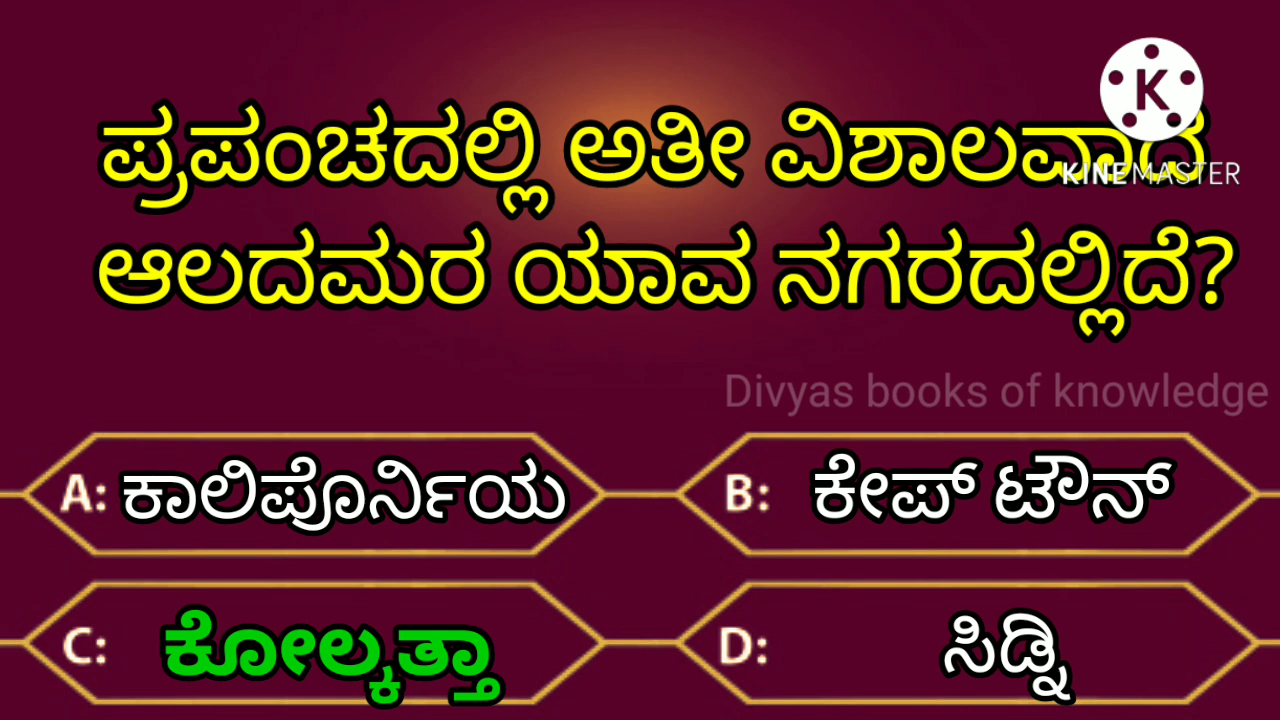 ಪ್ರಪಂಚದಲ್ಲಿ ಅತೀ ವಿಶಾಲವಾದ
K
KINEMASTER
ಆಲದಮರ ಯಾವ ನಗರದಲ್ಲಿದೆ?
Divyas books of knowledge
A: ಕಾಲಿಪೊರ್ನಿಯ
B: ಕೇಪ್ ಟೌನ್
C: ಕೋಲ್ಕತ್ತಾ
D: ಸಿಡ್ನಿ